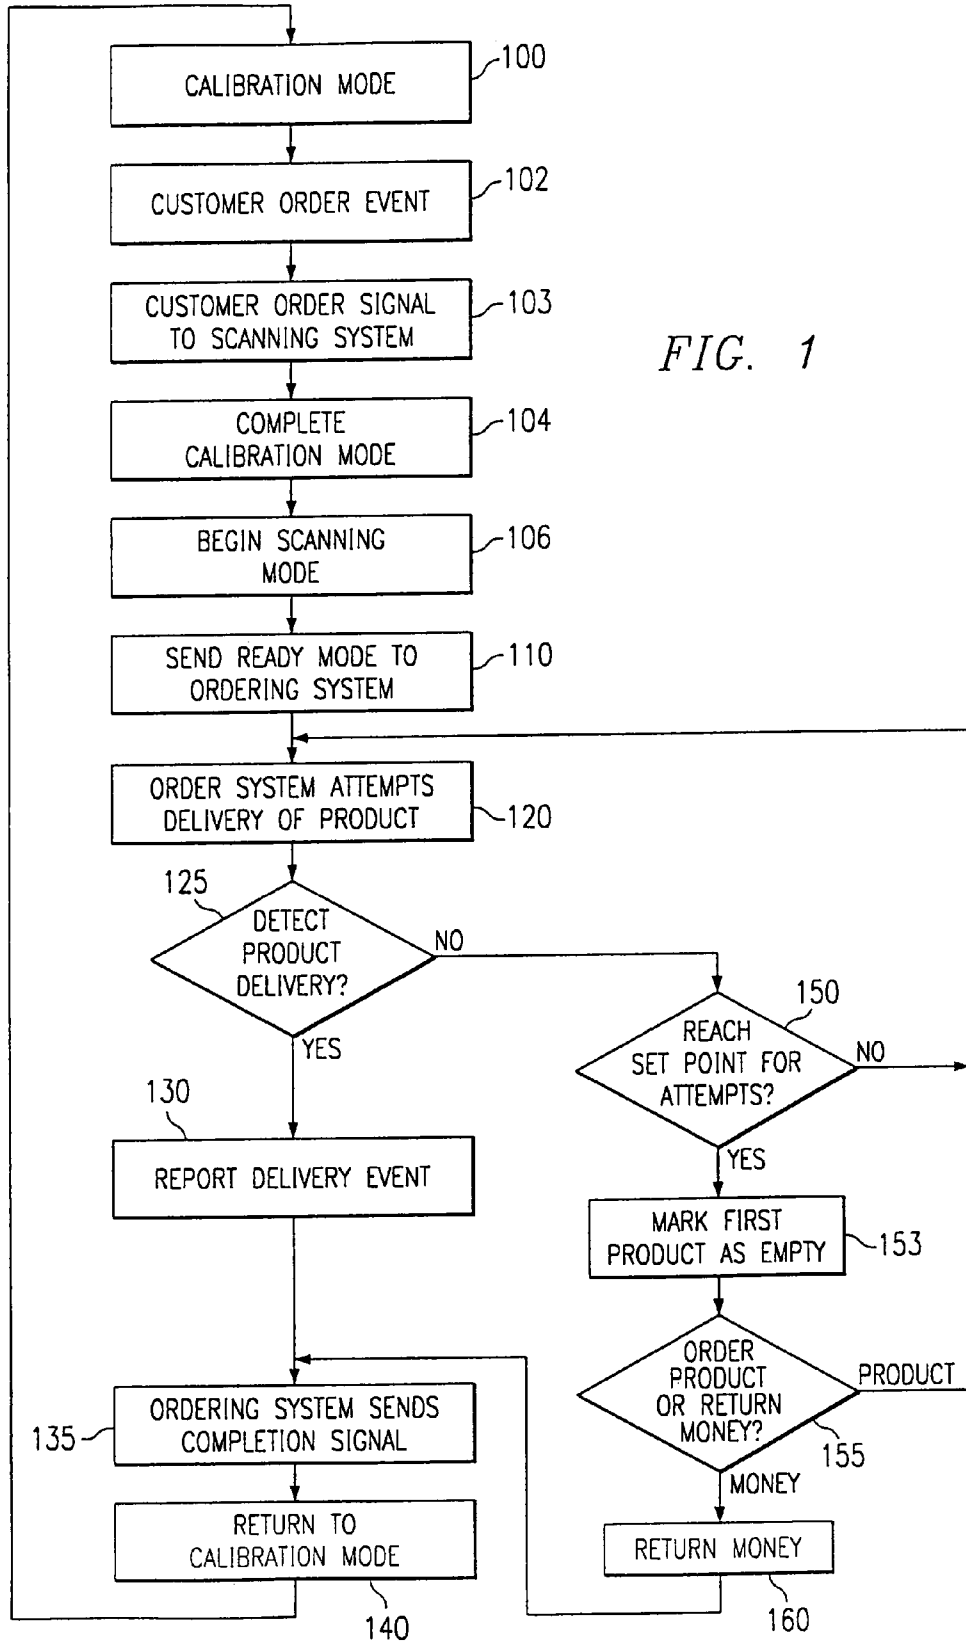 100
CALIBRATION MODE
102
CUSTOMER ORDER EVENT
103
CUSTOMER ORDER SIGNAL
TO SCANNING SYSTEM
FIG. 1
104
COMPLETE
CALIBRATION MODE
106
BEGIN SCANNING
MODE
110
SEND READY MODE TO
ORDERING SYSTEM
ORDER SYSTEM ATTEMPTS
DELIVERY OF PRODUCT
120
125
DETECT
PRODUCT
DELIVERY?
NO
YES
150
REACH
SET POINT FOR
ATTEMPTS?
NO
YES
130
REPORT DELIVERY EVENT
MARK FIRST
PRODUCT AS EMPTY
153
ORDER
PRODUCT
OR RETURN
MONEY?
PRODUCT
155
MONEY
ORDERING SYSTEM SENDS
COMPLETION SIGNAL
135
RETURN TO
CALIBRATION MODE
140
RETURN MONEY
160